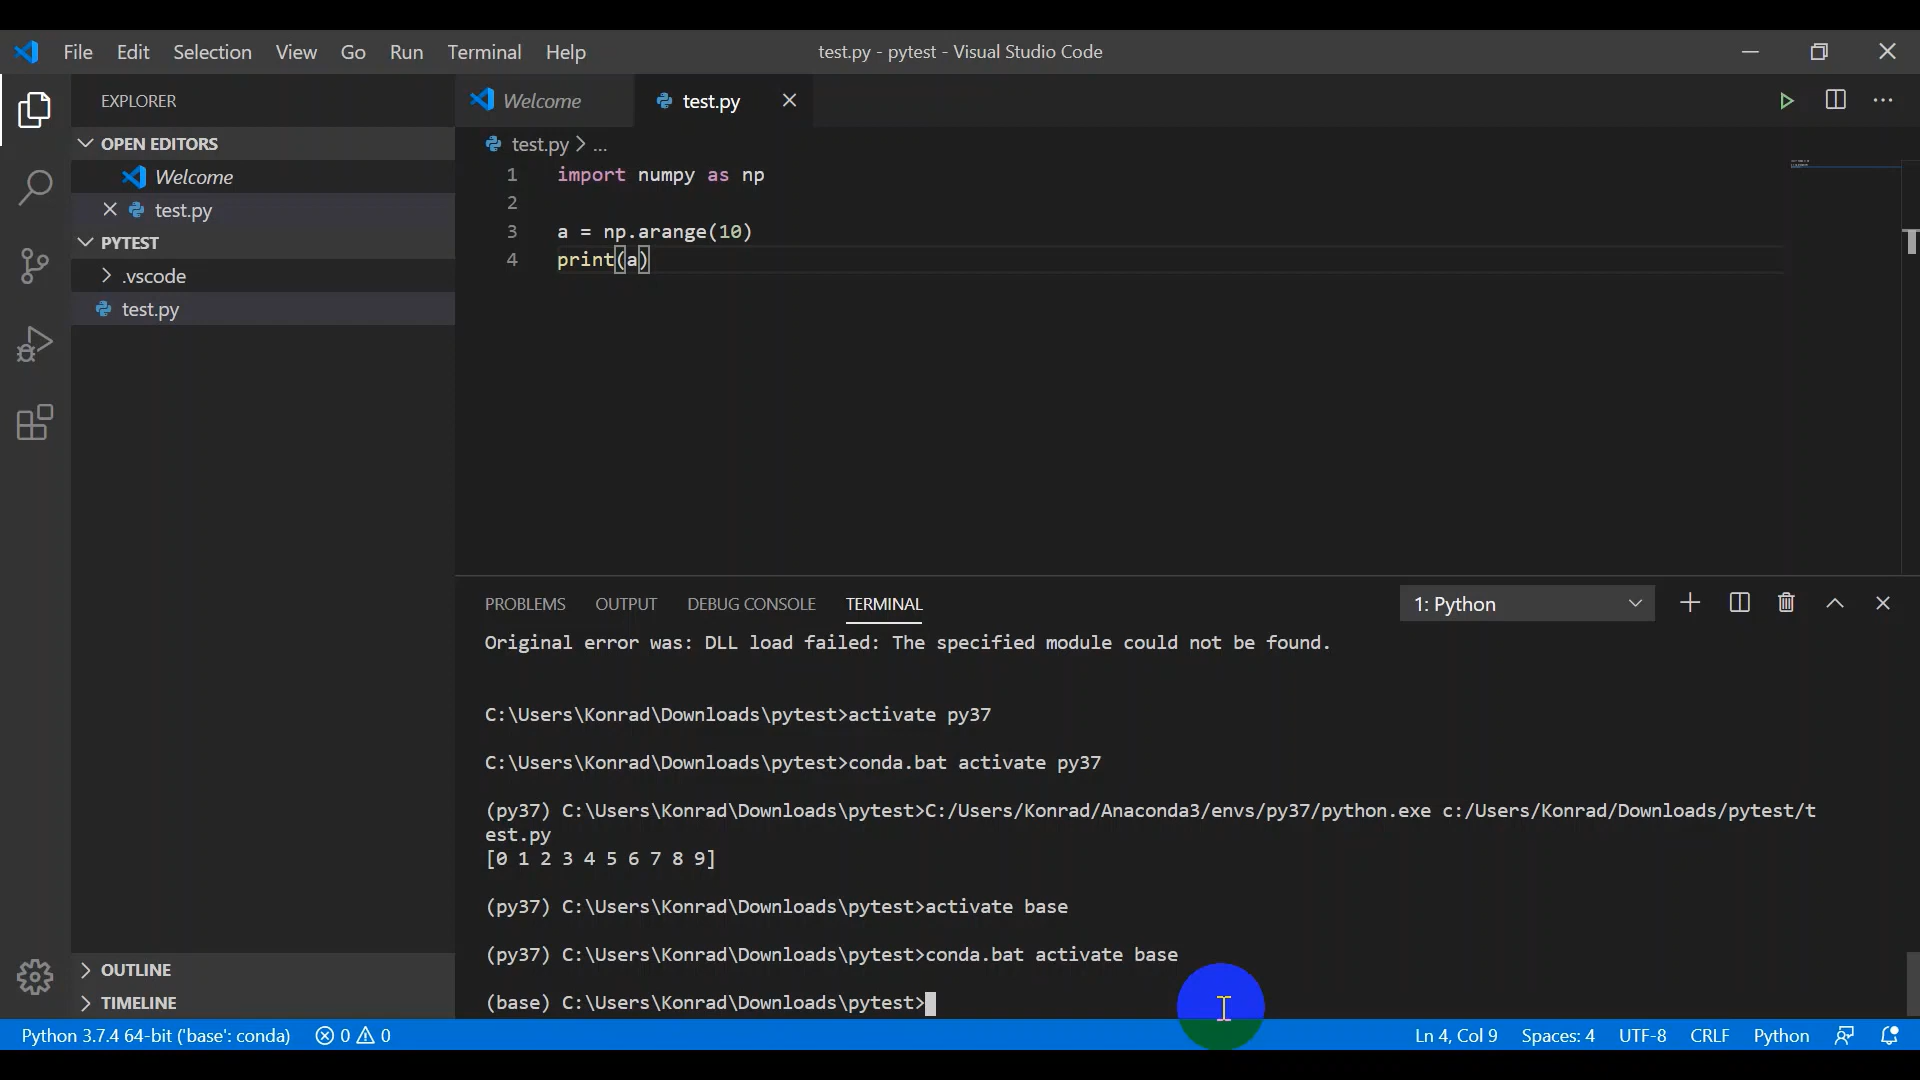 File Edit Selection View Go Run Terminal Help
test.py - pytest - Visual Studio Code
EXPLORER
OPEN EDITORS
Welcome
test.py
PYTEST
.vscode
test.py
OUTLINE
TIMELINE
Welcome
test.py
test.py > ...
1 import numpy as np
2
3 a = np.arange(10)
4 print(a)
PROBLEMS OUTPUT DEBUG CONSOLE TERMINAL
1: Python
Original error was: DLL load failed: The specified module could not be found.
C:\Users\Konrad\Downloads\pytest>activate py37
C:\Users\Konrad\Downloads\pytest>conda.bat activate py37
(py37) C:\Users\Konrad\Downloads\pytest>C:/Users/Konrad/Anaconda3/envs/py37/python.exe c:/Users/Konrad/Downloads/pytest/t
est.py
[0 1 2 3 4 5 6 7 8 9]
(py37) C:\Users\Konrad\Downloads\pytest>activate base
(py37) C:\Users\Konrad\Downloads\pytest>conda.bat activate base
(base) C:\Users\Konrad\Downloads\pytest>
Python 3.7.4 64-bit ('base': conda) 0 0
Ln 4, Col 9 Spaces: 4 UTF-8 CRLF Python